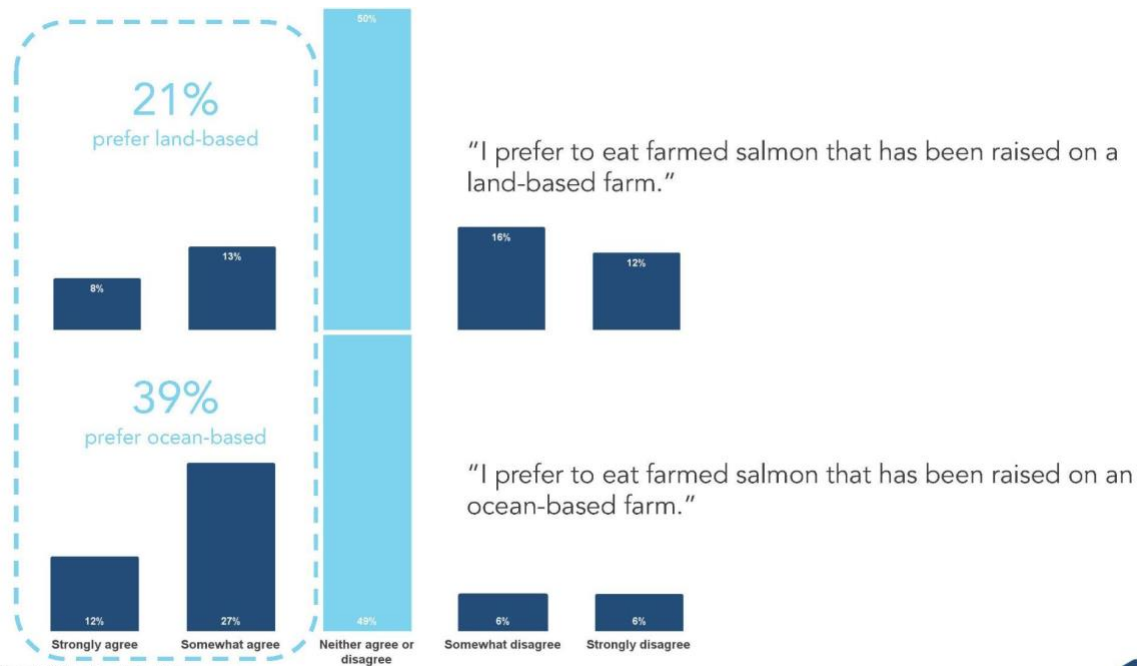 50%
21%
prefer land-based
“I prefer to eat farmed salmon that has been raised on a
land-based farm.”
8%
13%
16%
12%
39%
prefer ocean-based
“I prefer to eat farmed salmon that has been raised on an
ocean-based farm.”
12%
27%
49%
6%
6%
Strongly agree
Somewhat agree
Neither agree or
disagree
Somewhat disagree
Strongly disagree